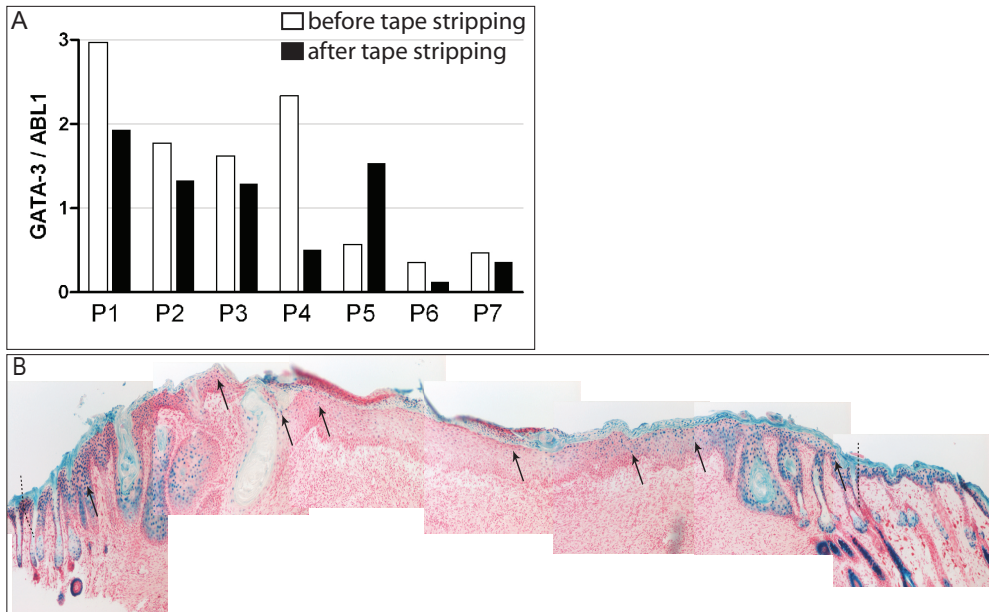 A
before tape stripping
after tape stripping
GATA-3 / ABL1
3
2
1
0
P1 P2 P3 P4 P5 P6 P7
B